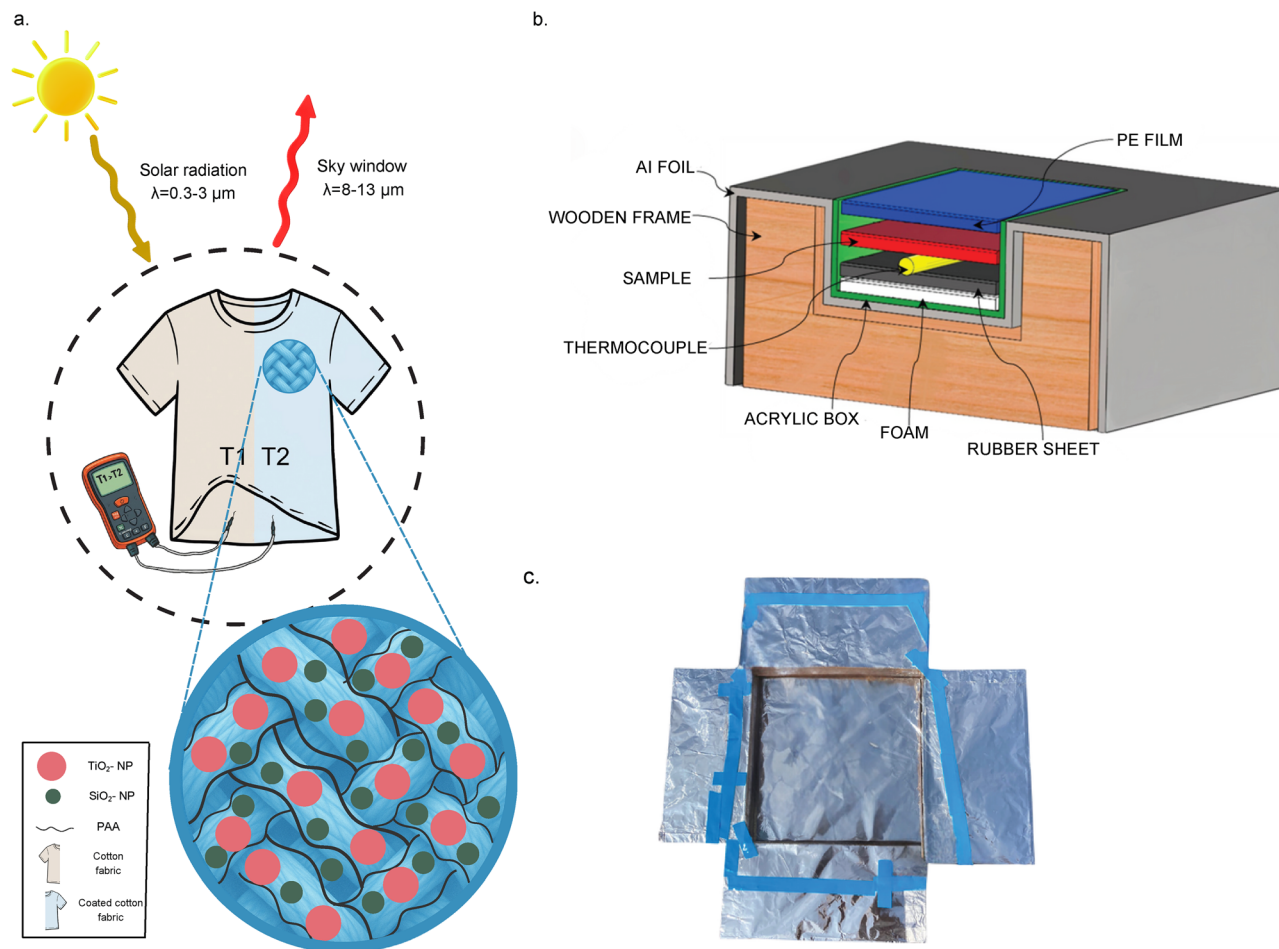 a.
Solar radiation
λ=0.3-3 μm
Sky window
λ=8-13 μm
T1 T2
T1>T2
TiO₂- NP
SiO₂- NP
PAA
Cotton
fabric
Coated cotton
fabric
b.
PE FILM
Al FOIL
WOODEN FRAME
SAMPLE
THERMOCOUPLE
ACRYLIC BOX
FOAM
RUBBER SHEET
c.